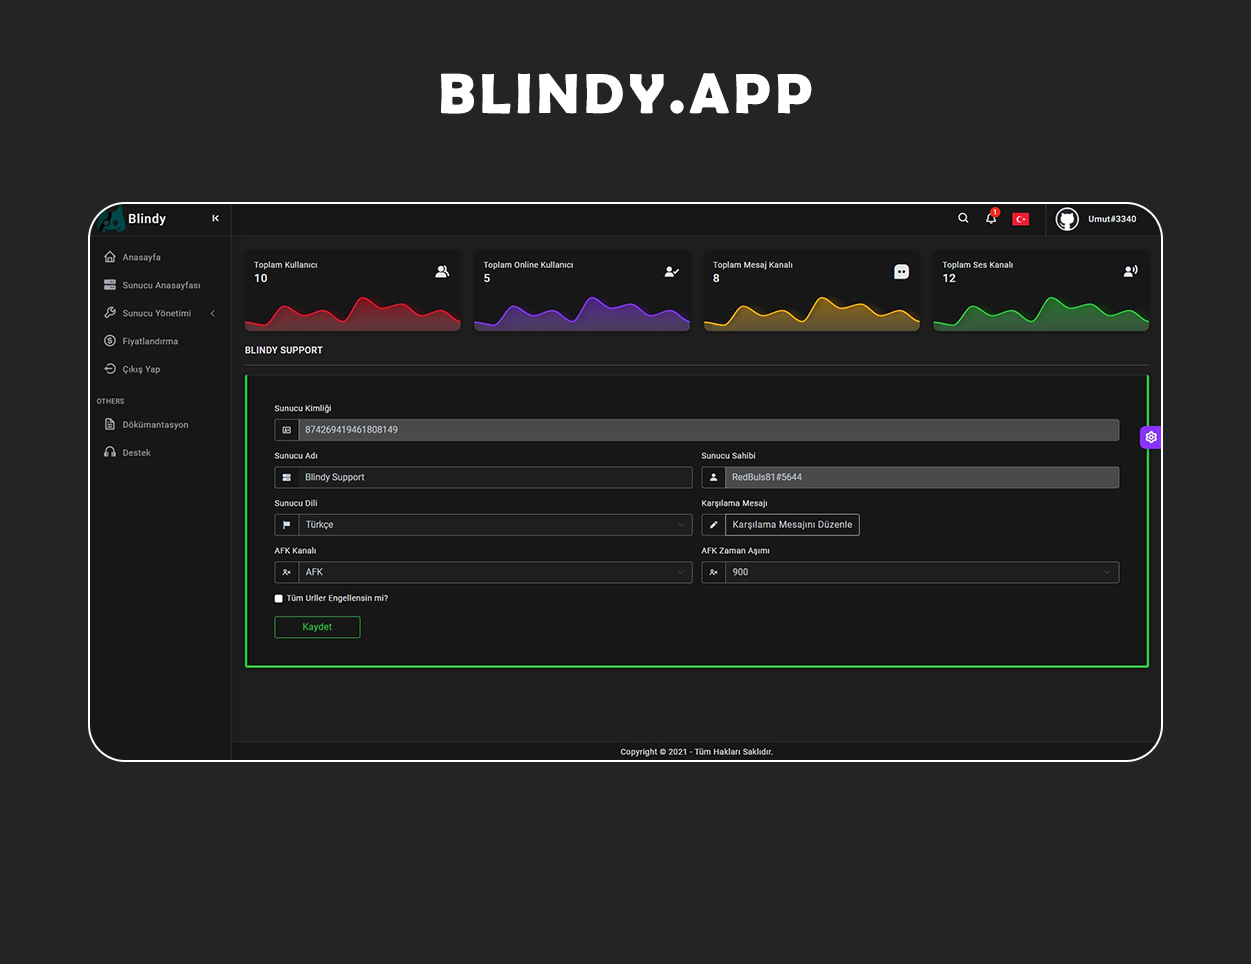 BLINDY.APP
Blindy
1
Umut#3340
Anasayfa
Sunucu Anasayfası
Sunucu Yönetimi
Fiyatlandırma
Çıkış Yap
OTHERS
Dökümantasyon
Destek
Toplam Kullanıcı
10
Toplam Online Kullanıcı
5
Toplam Mesaj Kanalı
8
Toplam Ses Kanalı
12
BLINDY SUPPORT
Sunucu Kimliği
874269419461808149
Sunucu Adı
Blindy Support
Sunucu Sahibi
RedBuls81#5644
Sunucu Dili
Türkçe
Karşılama Mesajı
Karşılama Mesajını Düzenle
AFK Kanalı
AFK
AFK Zaman Aşımı
900
Tüm Urller Engellensin mi?
Kaydet
Copyright © 2021 - Tüm Hakları Saklıdır.